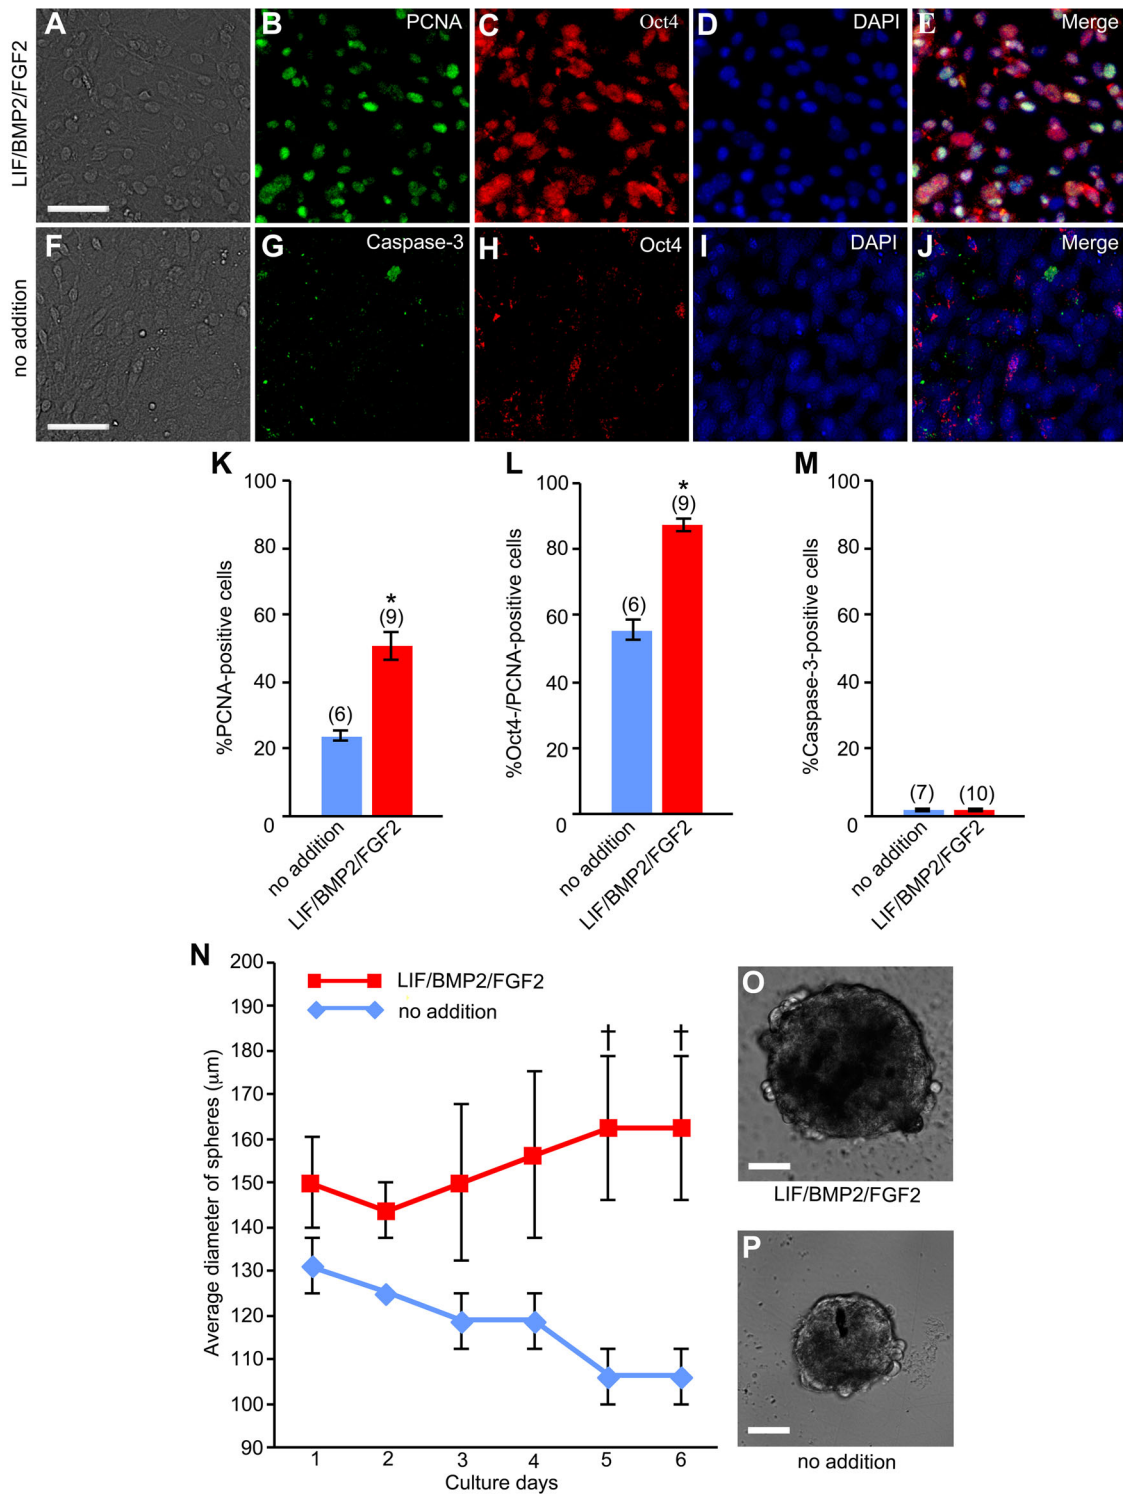 LIF/BMP2/FGF2
A
B
PCNA
C
Oct4
D
DAPI
E
Merge
no addition
F
G
Caspase-3
H
Oct4
I
DAPI
J
Merge
K
%PCNA-positive cells
100
80
60
40
20
0
(6)
*
(9)
no addition
LIF/BMP2/FGF2
L
%Oct4-/PCNA-positive cells
100
80
60
40
20
0
(6)
*
(9)
no addition
LIF/BMP2/FGF2
M
%Caspase-3-positive cells
100
80
60
40
20
0
(7)
(10)
no addition
LIF/BMP2/FGF2
N
Average diameter of spheres (μm)
200
190
180
170
160
150
140
130
120
110
100
90
LIF/BMP2/FGF2
no addition
†
†
1 2 3 4 5 6
Culture days
O
LIF/BMP2/FGF2
P
no addition